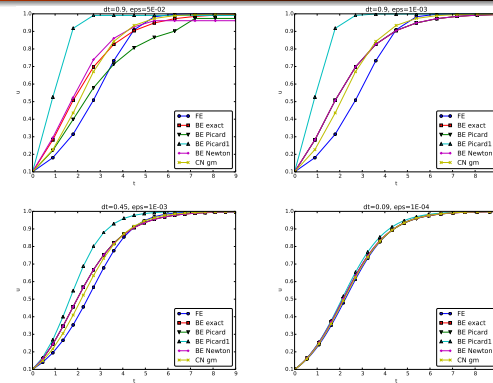 dt=0.9, eps=5E-02
1.0
0.9
0.8
0.7
0.6
0.5
0.4
0.3
0.2
0.1
u
FE
BE exact
BE Picard
BE Picard1
BE Newton
CN gm
0 1 2 3 4 5 6 7 8 9
t
dt=0.9, eps=1E-03
1.0
0.9
0.8
0.7
0.6
0.5
0.4
0.3
0.2
0.1
u
FE
BE exact
BE Picard
BE Picard1
BE Newton
CN gm
0 1 2 3 4 5 6 7 8
t
dt=0.45, eps=1E-03
1.0
0.9
0.8
0.7
0.6
0.5
0.4
0.3
0.2
0.1
u
FE
BE exact
BE Picard
BE Picard1
BE Newton
CN gm
0 1 2 3 4 5 6 7 8 9
t
dt=0.09, eps=1E-04
1.0
0.9
0.8
0.7
0.6
0.5
0.4
0.3
0.2
0.1
u
FE
BE exact
BE Picard
BE Picard1
BE Newton
CN gm
0 1 2 3 4 5 6 7 8
t